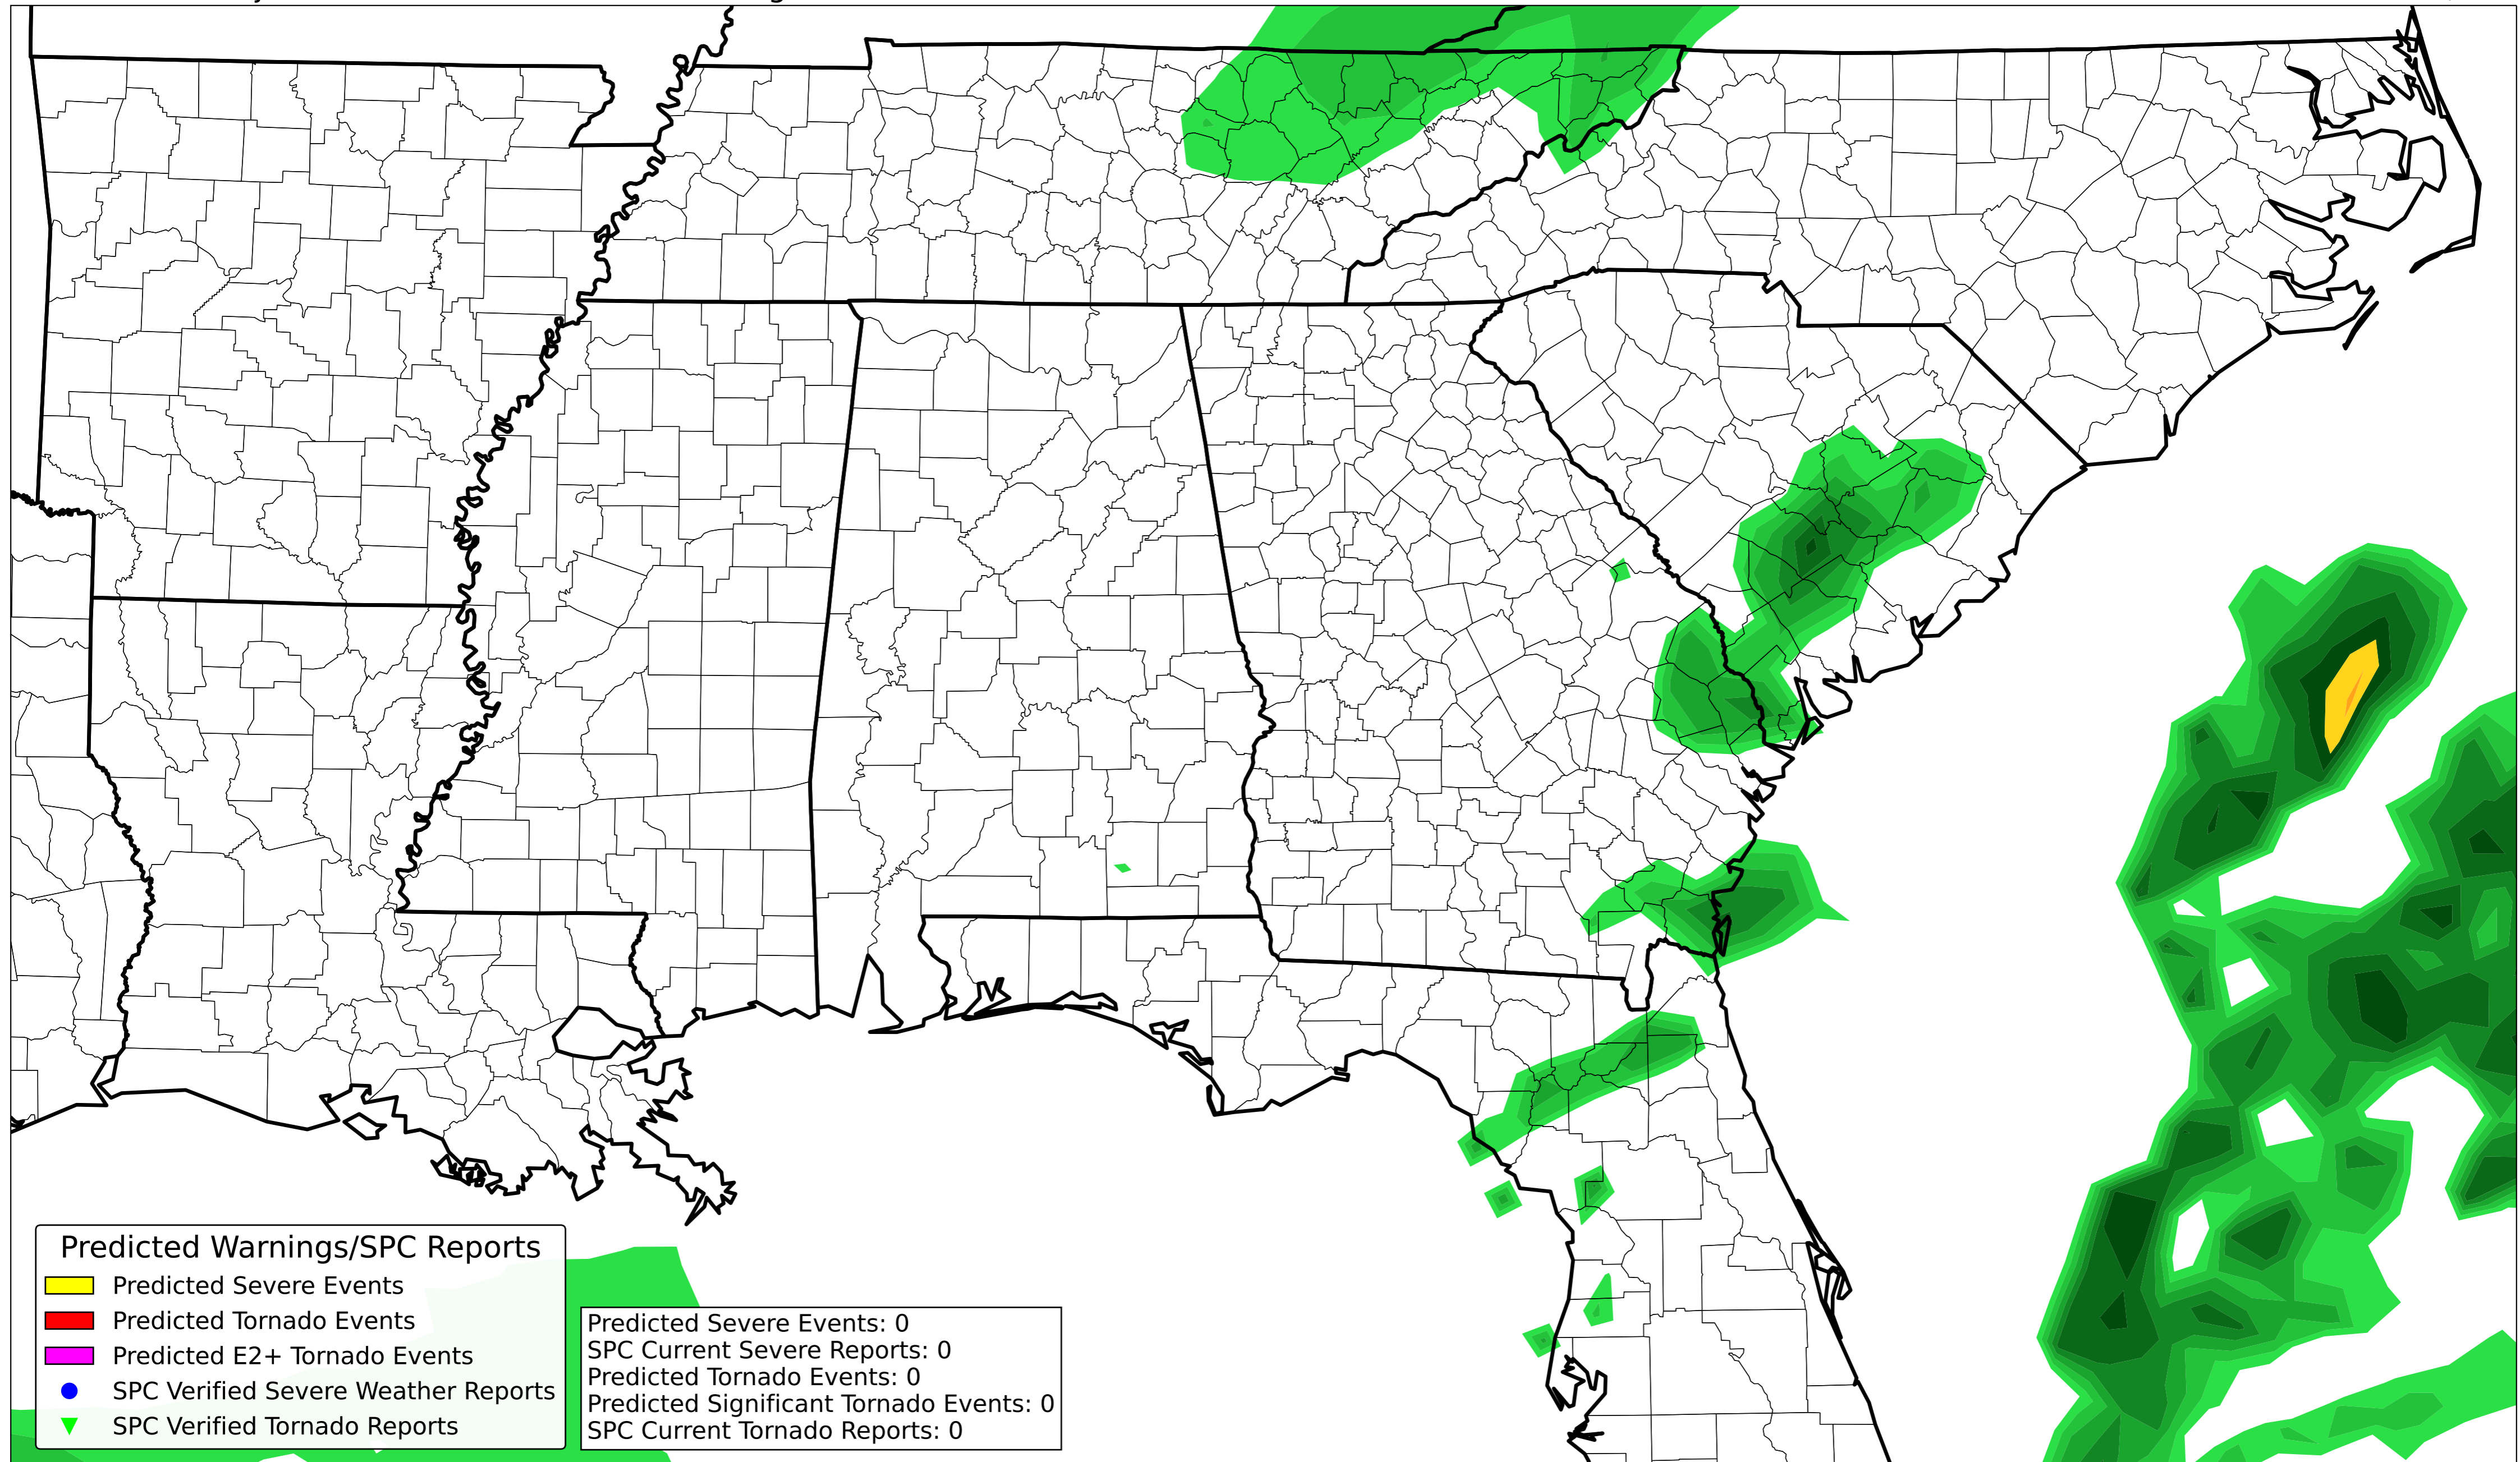 Predicted Warnings/SPC Reports
Predicted Severe Events
Predicted Tornado Events
Predicted E2+ Tornado Events
SPC Verified Severe Weather Reports
SPC Verified Tornado Reports
Predicted Severe Events: 0
SPC Current Severe Reports: 0
Predicted Tornado Events: 0
Predicted Significant Tornado Events: 0
SPC Current Tornado Reports: 0